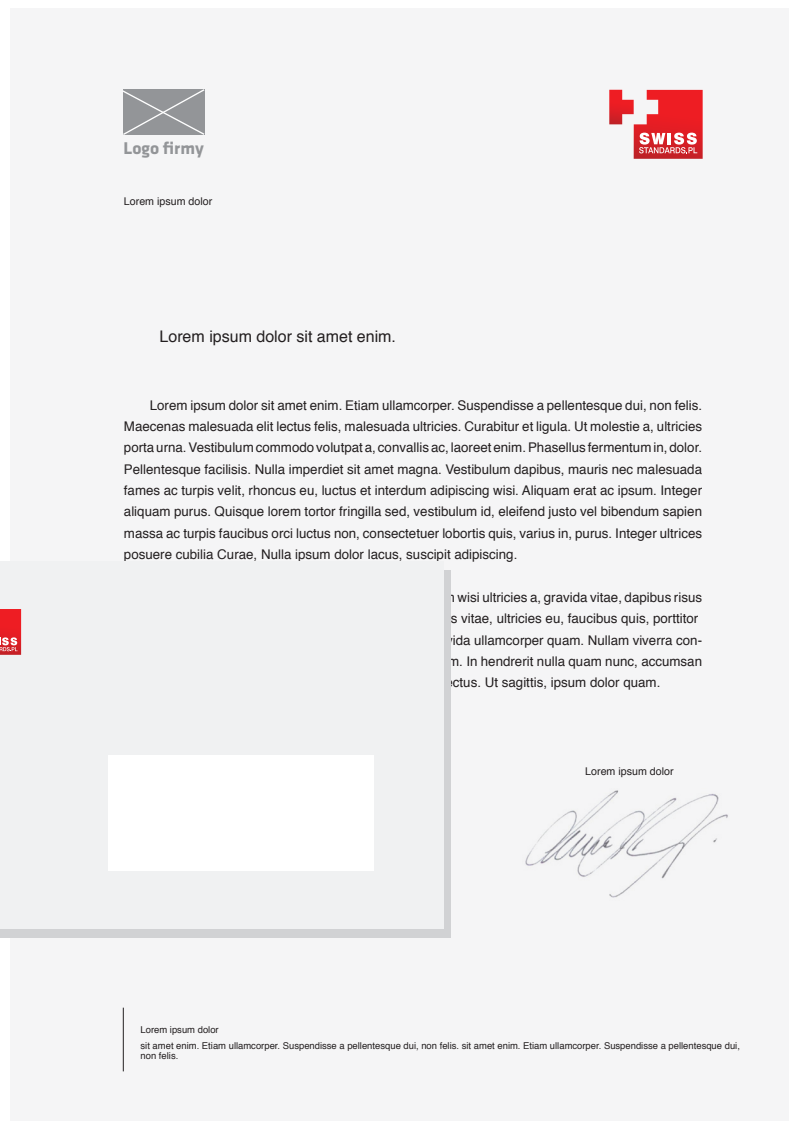 Logo firmy
SWISS
STANDARDS.PL
Lorem ipsum dolor
Lorem ipsum dolor sit amet enim.
Lorem ipsum dolor sit amet enim. Etiam ullamcorper. Suspendisse a pellentesque dui, non felis.
Maecenas malesuada elit lectus felis, malesuada ultricies. Curabitur et ligula. Ut molestie a, ultricies
porta urna. Vestibulum commodo volutpat a, convallis ac, laoreet enim. Phasellus fermentum in, dolor.
Pellentesque facilisis. Nulla imperdiet sit amet magna. Vestibulum dapibus, mauris nec malesuada
fames ac turpis velit, rhoncus eu, luctus et interdum adipiscing wisi. Aliquam erat ac ipsum. Integer
aliquam purus. Quisque lorem tortor fringilla sed, vestibulum id, eleifend justo vel bibendum sapien
massa ac turpis faucibus orci luctus non, consectetuer lobortis quis, varius in, purus. Integer ultrices
posuere cubilia Curae, Nulla ipsum dolor lacus, suscipit adipiscing.
wisi ultricies a, gravida vitae, dapibus risus
vitae, ultricies eu, faucibus quis, porttitor
ullamcorper quam. Nullam viverra con-
In hendrerit nulla quam nunc, accumsan
Ut sagittis, ipsum dolor quam.
Lorem ipsum dolor
Lorem ipsum dolor
sit amet enim. Etiam ullamcorper. Suspendisse a pellentesque dui, non felis. sit amet enim. Etiam ullamcorper. Suspendisse a pellentesque dui,
non felis.